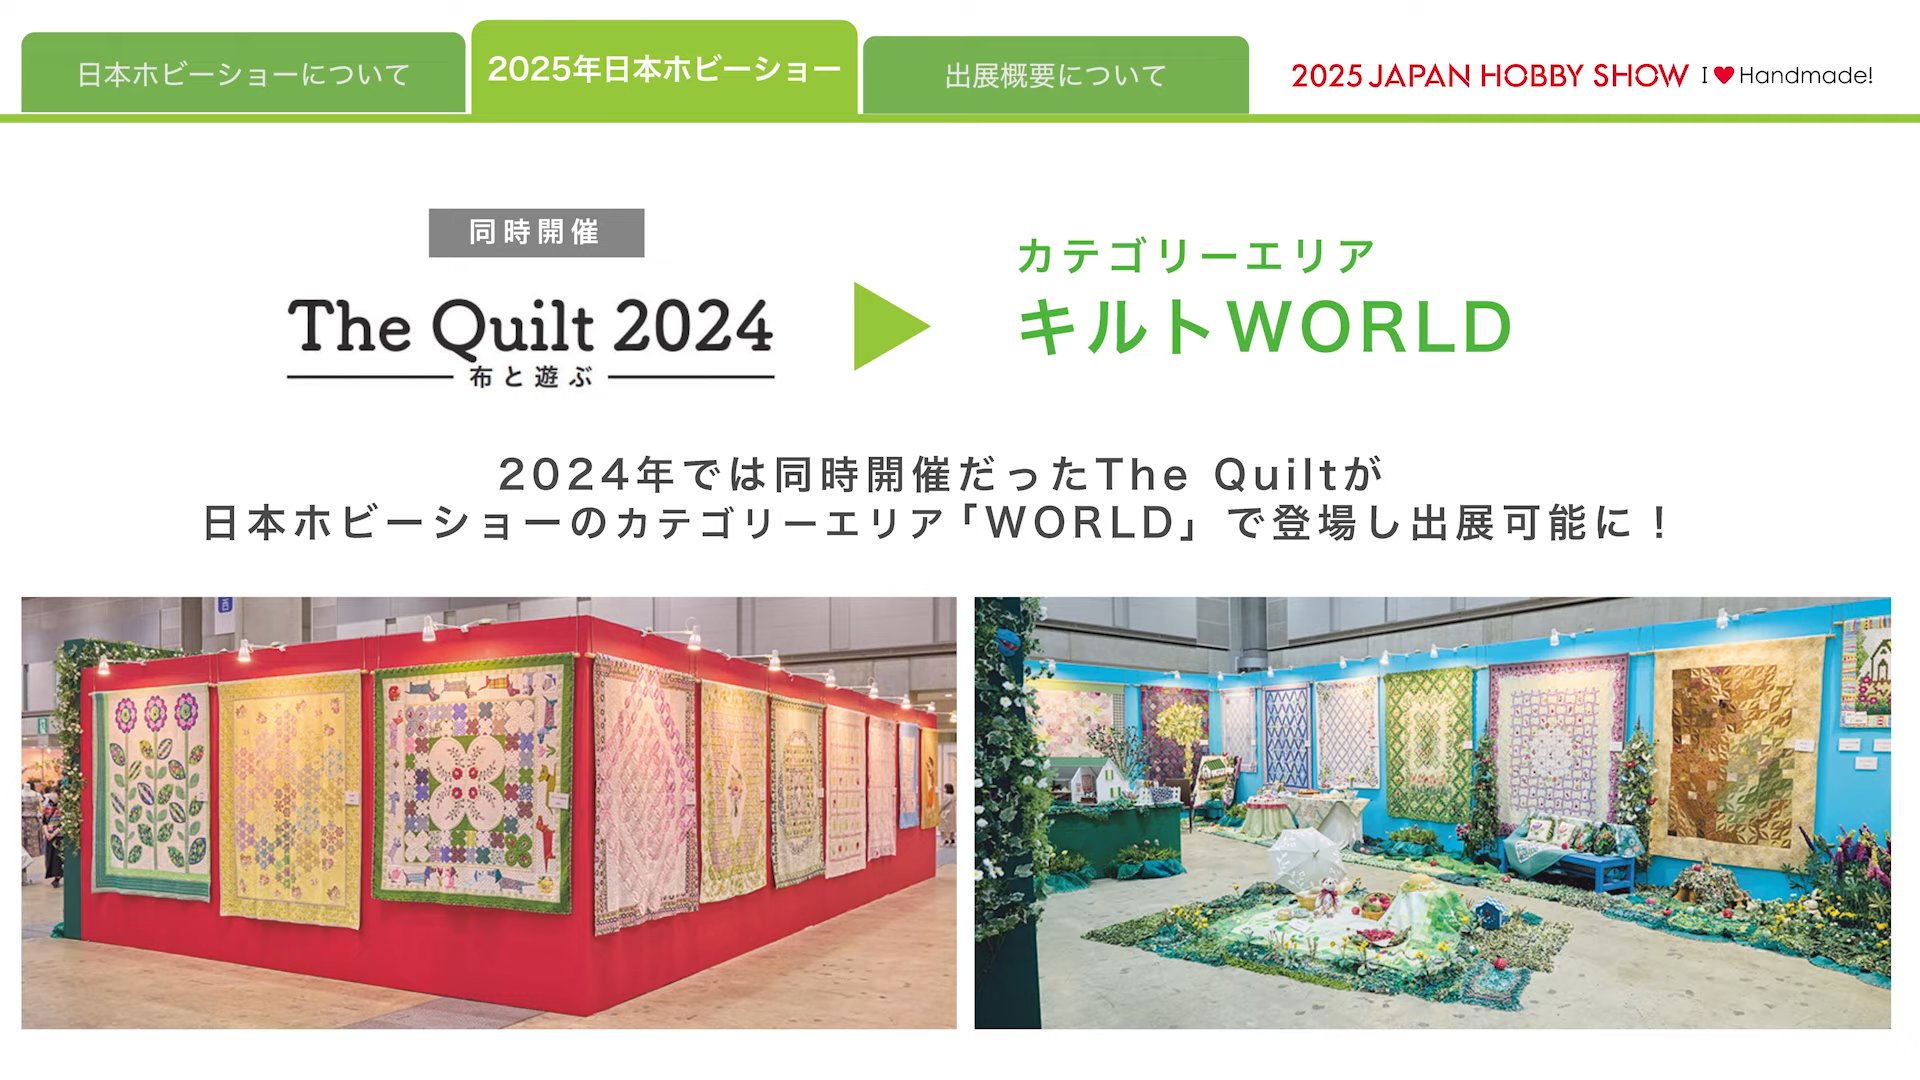 日本ホビーショーについて
2025年日本ホビーショー
出展概要について
2025 JAPAN HOBBY SHOW I ♥ Handmade!
同時開催
The Quilt 2024
布と遊ぶ
カテゴリーエリア
キルトWORLD
2024年では同時開催だったThe Quiltが
日本ホビーショーのカテゴリーエリア「WORLD」で登場し出展可能に！